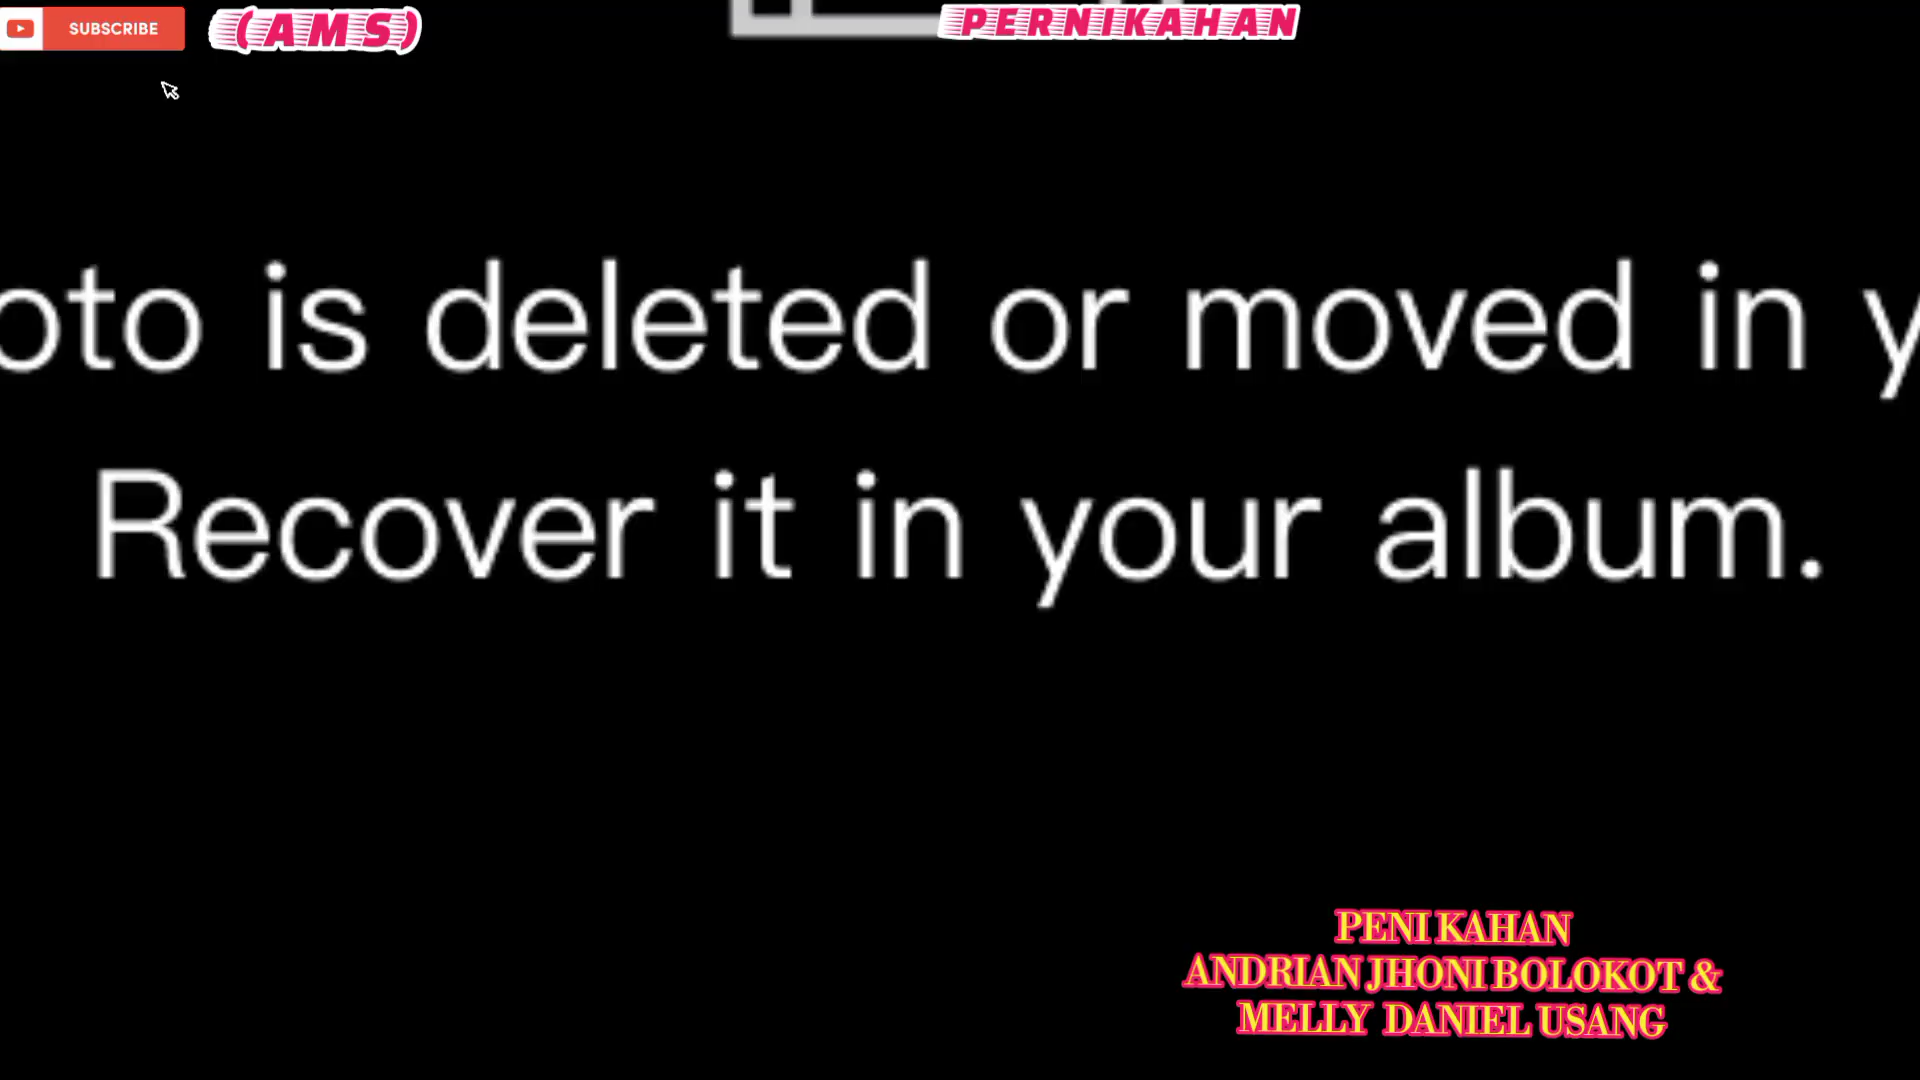 SUBSCRIBE (AMS) PERNIKAHAN
oto is deleted or moved in y
Recover it in your album.
PENI KAHAN
ANDRIAN JHONI BOLOKOT &
MELLY DANIEL USANG